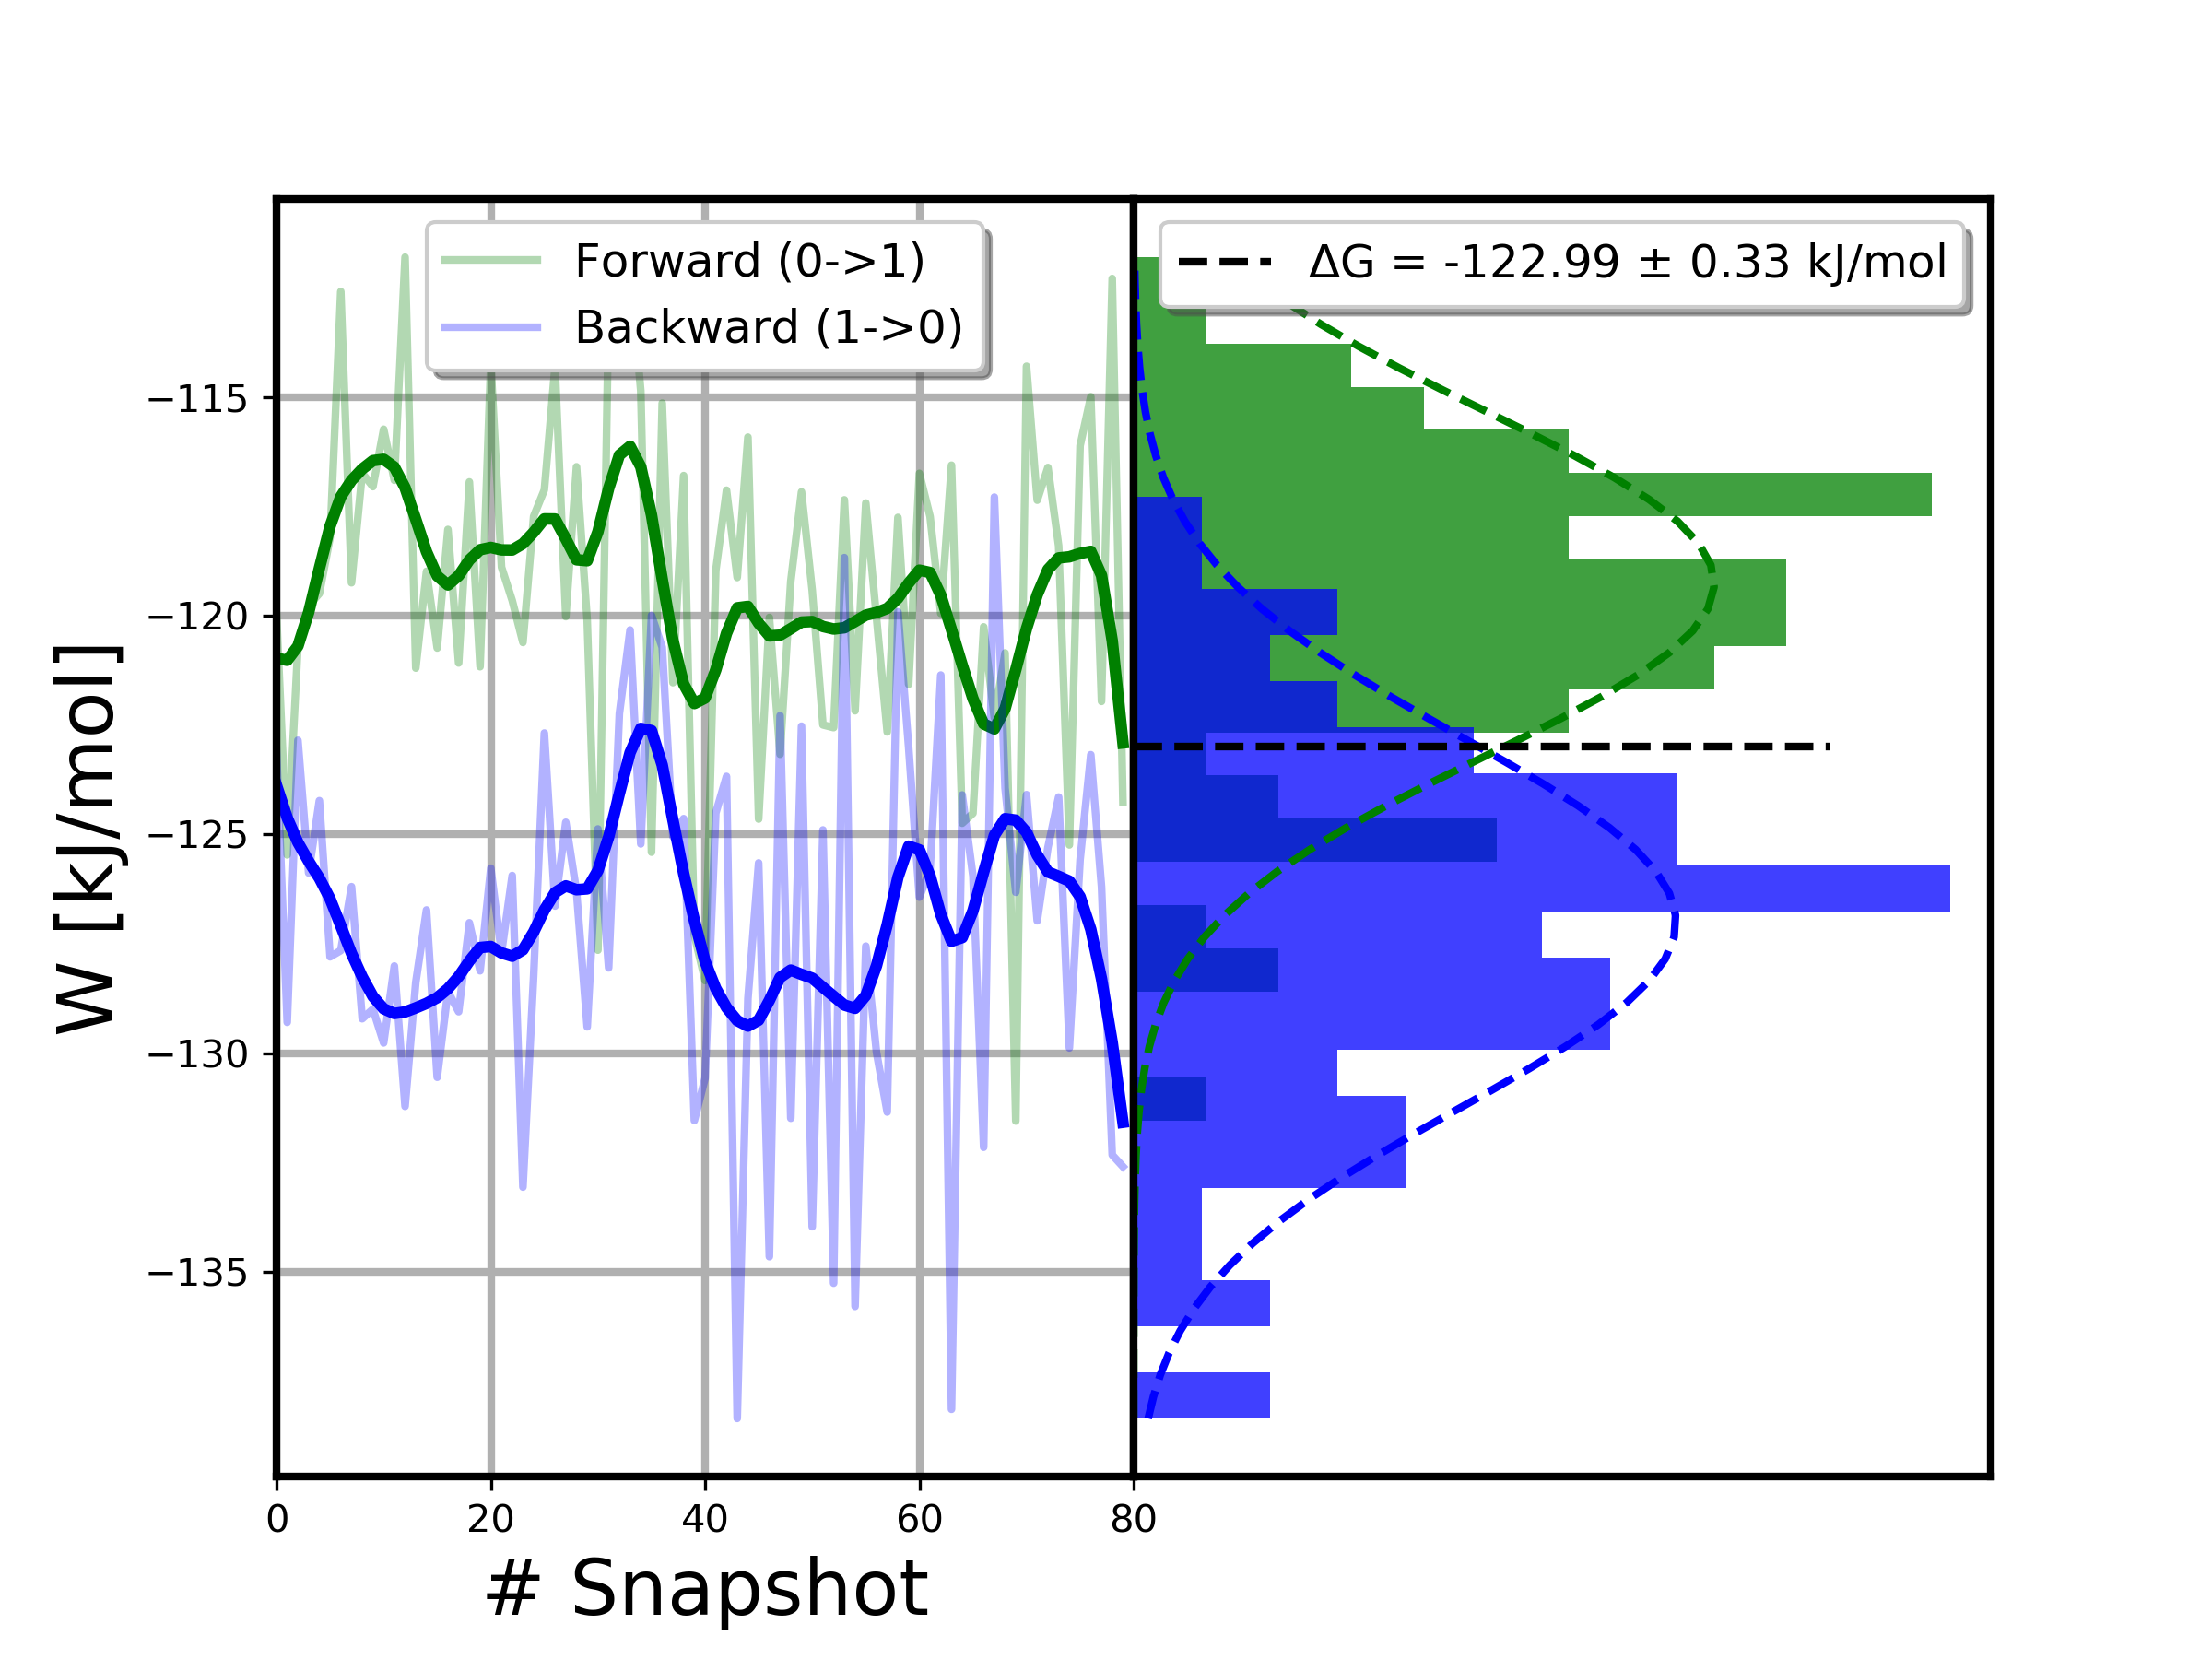 Forward (0->1)
Backward (1->0)
ΔG = -122.99 ± 0.33 kJ/mol
W [kJ/mol]
−115
−120
−125
−130
−135
0 20 40 60 80
# Snapshot